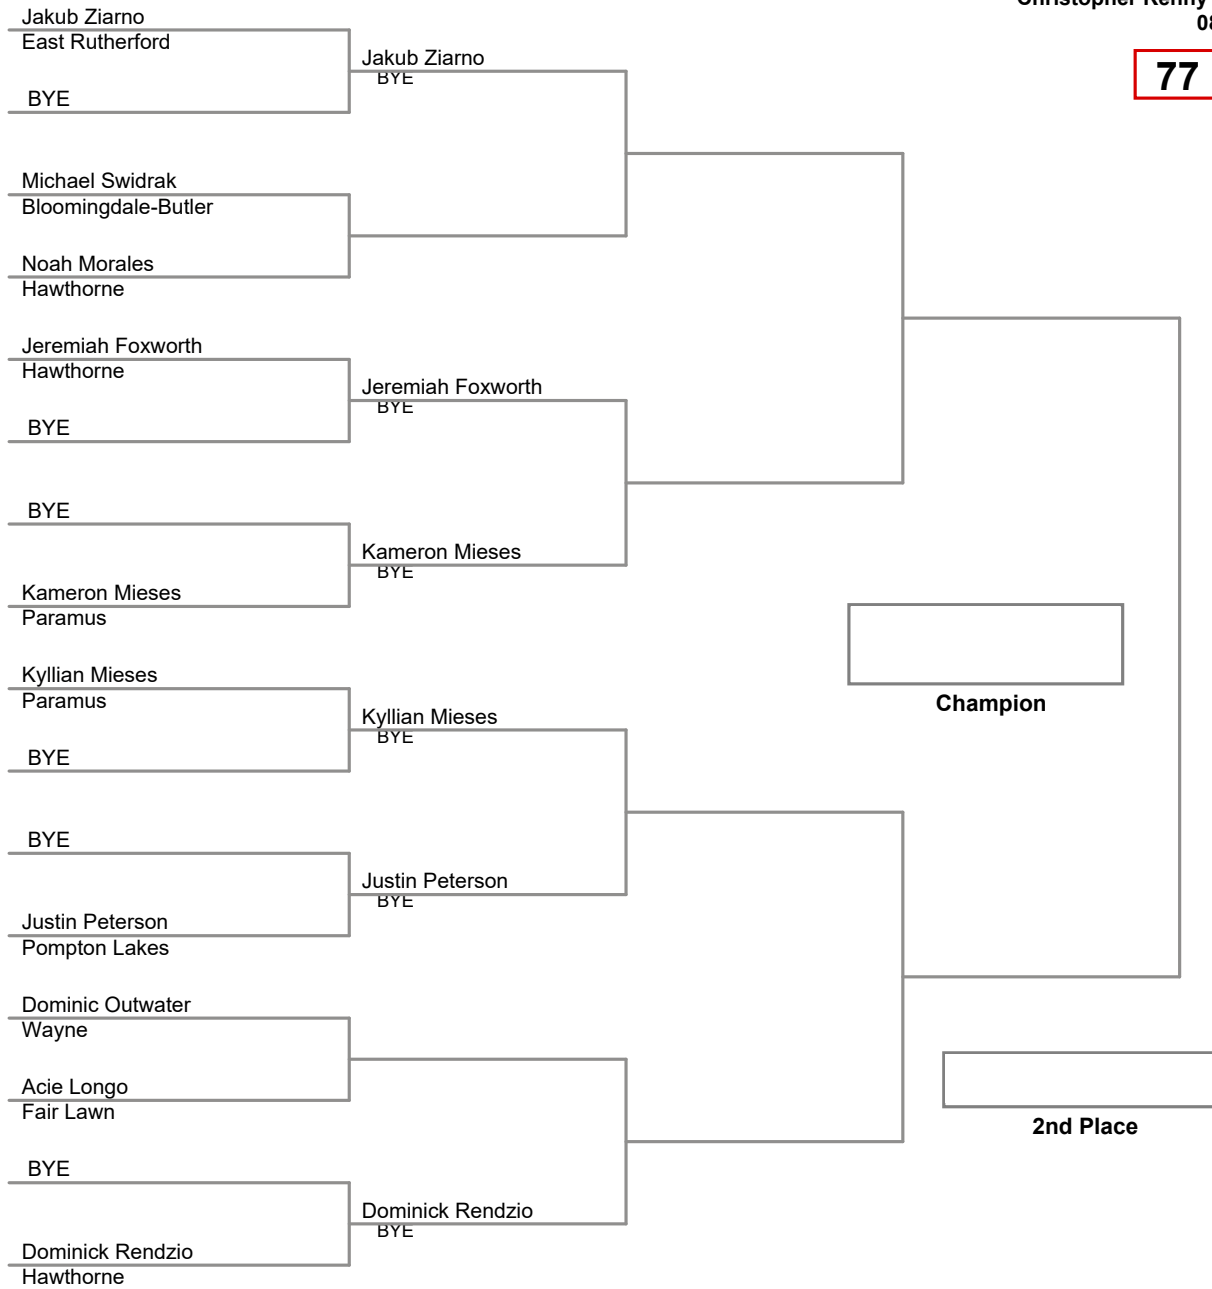 Christopher Kenny
08
77
Jakub Ziarno
East Rutherford
BYE
Michael Swidrak
Bloomingdale-Butler
Noah Morales
Hawthorne
Jeremiah Foxworth
Hawthorne
BYE
BYE
Kameron Mieses
Paramus
Kyllian Mieses
Paramus
BYE
BYE
Justin Peterson
Pompton Lakes
Dominic Outwater
Wayne
Acie Longo
Fair Lawn
BYE
Dominick Rendzio
Hawthorne
Jakub Ziarno
BYE
Jeremiah Foxworth
BYE
Kameron Mieses
BYE
Kyllian Mieses
BYE
Justin Peterson
BYE
Dominick Rendzio
BYE
Champion
2nd Place